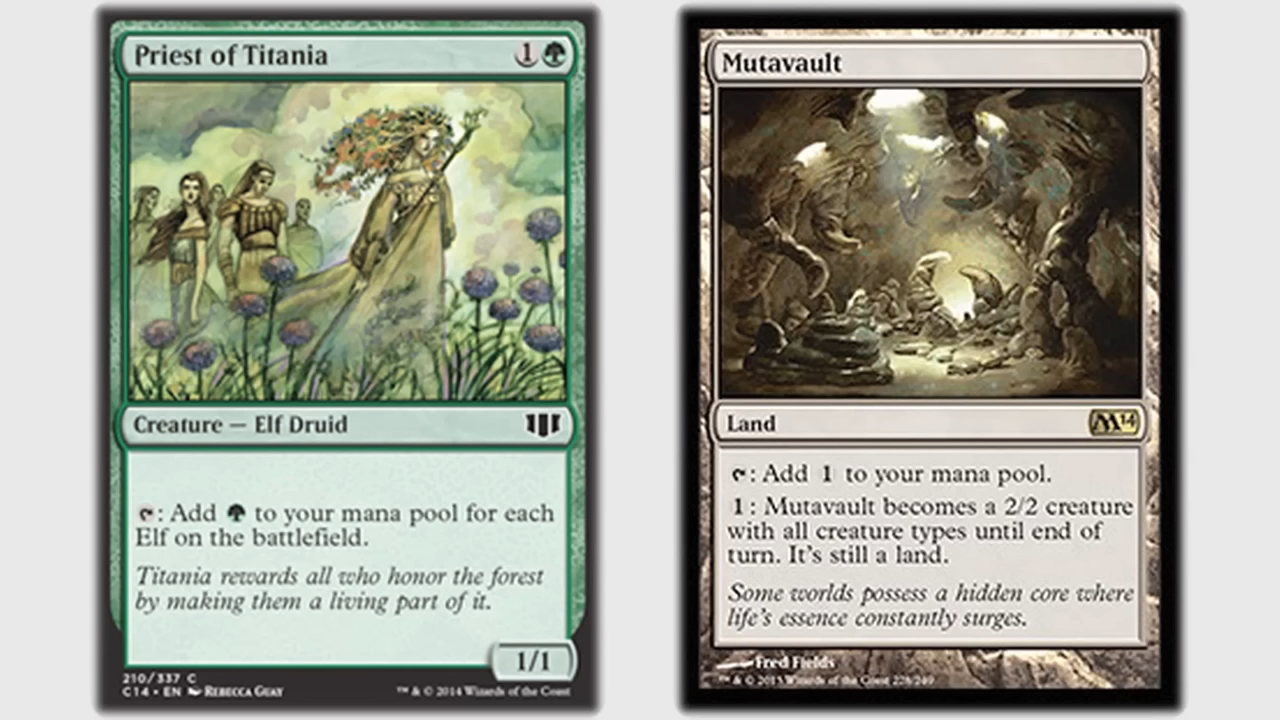 Priest of Titania 1
Creature — Elf Druid
: Add to your mana pool for each
Elf on the battlefield.
Titania rewards all who honor the forest
by making them a living part of it.
1/1
210/337 C
C14 • EN Rebecca Guay
™ & © 2014 Wizards of the Coast
Mutavault
Land
M14
: Add 1 to your mana pool.
1 : Mutavault becomes a 2/2 creature
with all creature types until end of
turn. It's still a land.
Some worlds possess a hidden core where
life's essence constantly surges.
Fred Fields
™ & © 2013 Wizards of the Coast 228/249